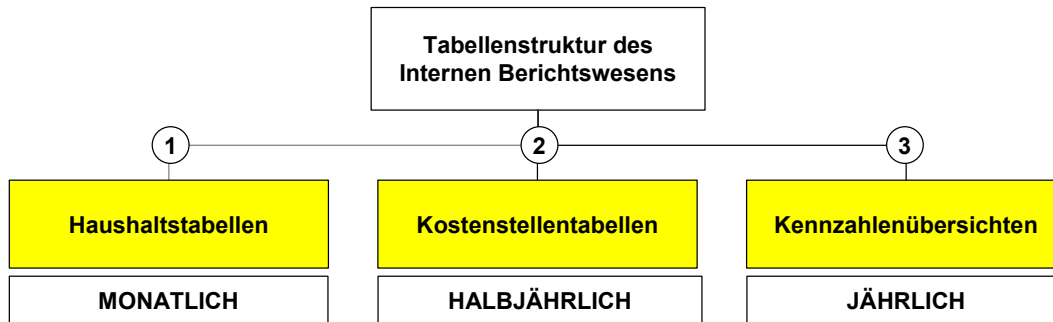 Tabellenstruktur des
Internen Berichtswesens
1
2
3
Haushaltstabellen
Kostenstellentabellen
Kennzahlenübersichten
MONATLICH
HALBJÄHRLICH
JÄHRLICH